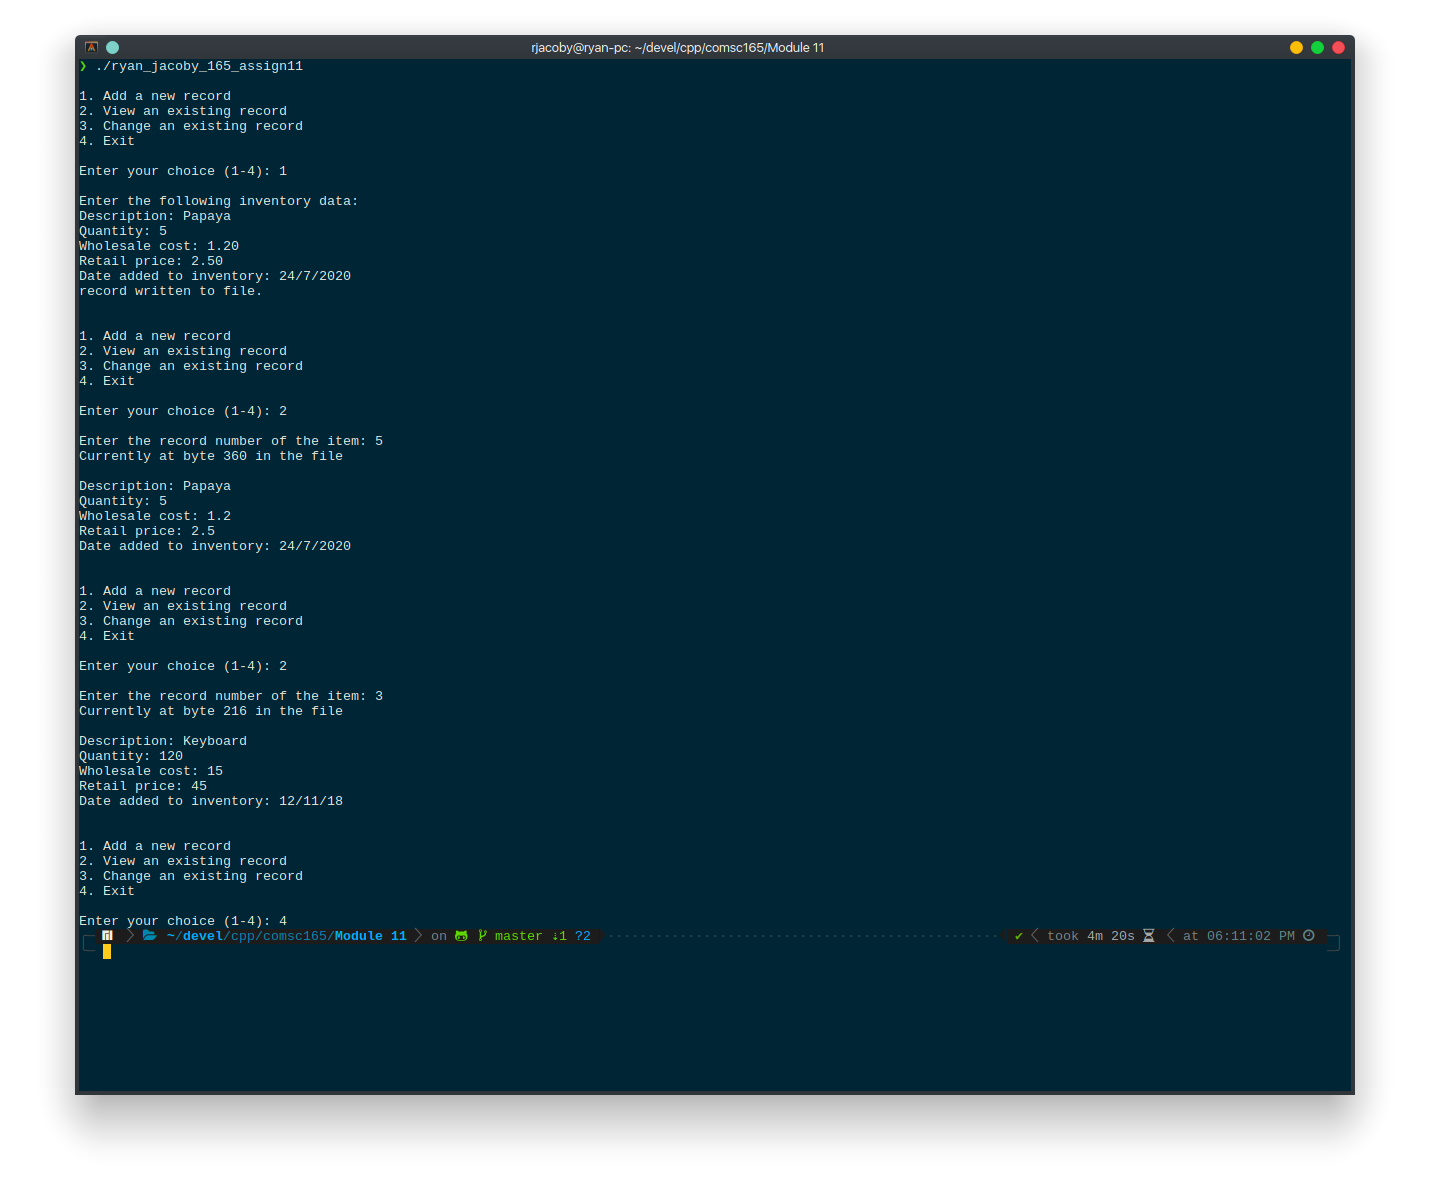 rjacoby@ryan-pc: ~/devel/cpp/comsc165/Module 11
❯ ./ryan_jacoby_165_assign11
1. Add a new record
2. View an existing record
3. Change an existing record
4. Exit
Enter your choice (1-4): 1
Enter the following inventory data:
Description: Papaya
Quantity: 5
Wholesale cost: 1.20
Retail price: 2.50
Date added to inventory: 24/7/2020
record written to file.
1. Add a new record
2. View an existing record
3. Change an existing record
4. Exit
Enter your choice (1-4): 2
Enter the record number of the item: 5
Currently at byte 360 in the file
Description: Papaya
Quantity: 5
Wholesale cost: 1.2
Retail price: 2.5
Date added to inventory: 24/7/2020
1. Add a new record
2. View an existing record
3. Change an existing record
4. Exit
Enter your choice (1-4): 2
Enter the record number of the item: 3
Currently at byte 216 in the file
Description: Keyboard
Quantity: 120
Wholesale cost: 15
Retail price: 45
Date added to inventory: 12/11/18
1. Add a new record
2. View an existing record
3. Change an existing record
4. Exit
Enter your choice (1-4): 4
~/devel/cpp/comsc165/Module 11 on master ⇣1 ?2 ✔ took 4m 20s at 06:11:02 PM